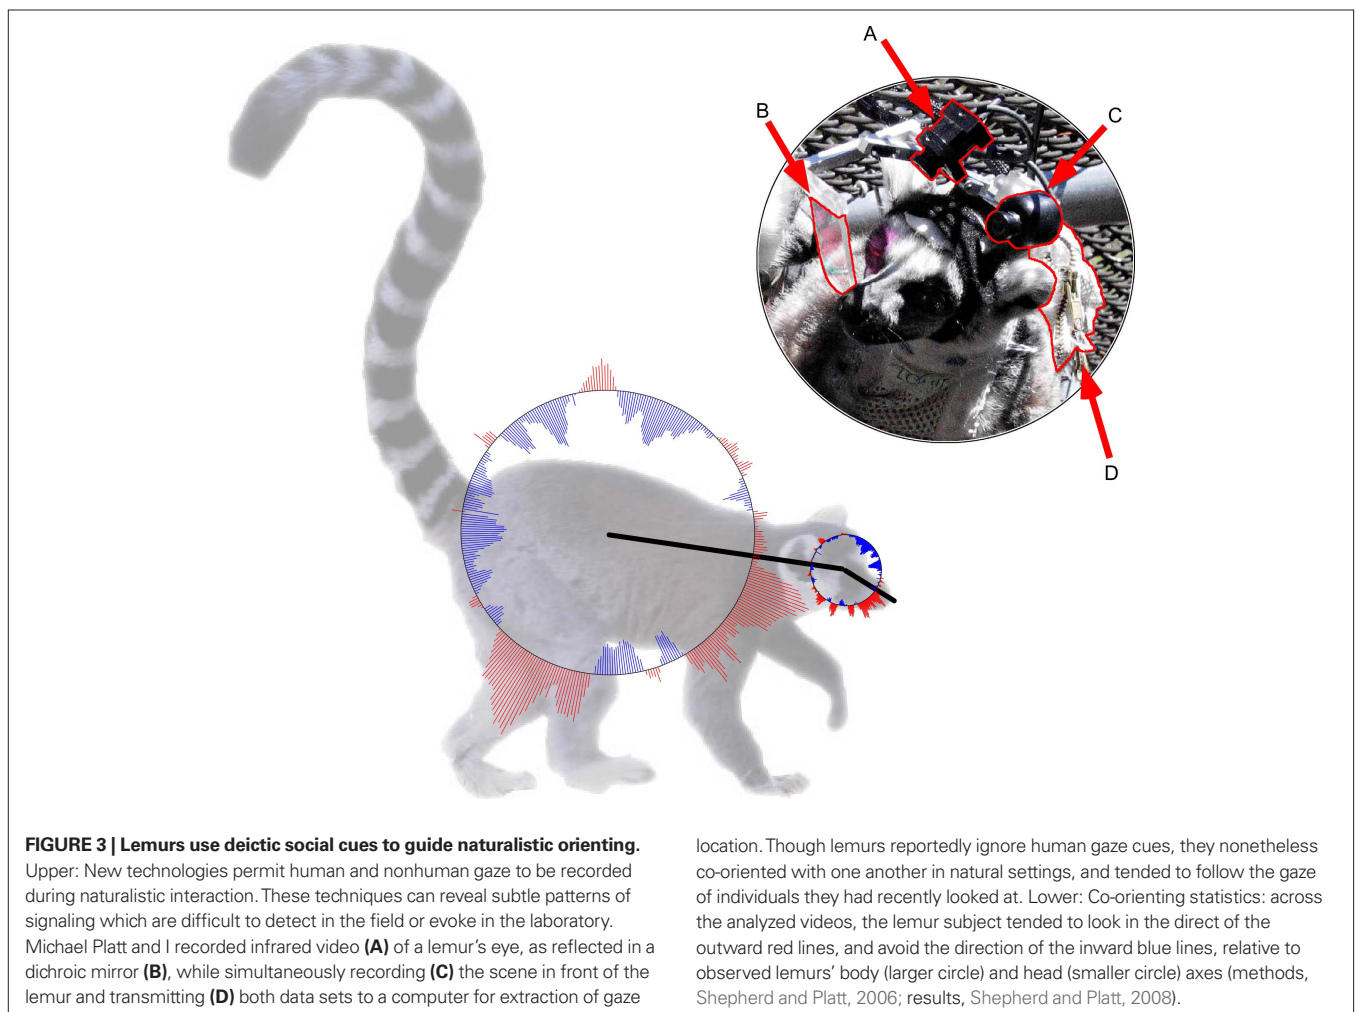 A
B
C
D
FIGURE 3 | Lemurs use deictic social cues to guide naturalistic orienting.
Upper: New technologies permit human and nonhuman gaze to be recorded
during naturalistic interaction. These techniques can reveal subtle patterns of
signaling which are difficult to detect in the field or evoke in the laboratory.
Michael Platt and I recorded infrared video (A) of a lemur's eye, as reflected in a
dichroic mirror (B), while simultaneously recording (C) the scene in front of the
lemur and transmitting (D) both data sets to a computer for extraction of gaze
location. Though lemurs reportedly ignore human gaze cues, they nonetheless
co-oriented with one another in natural settings, and tended to follow the gaze
of individuals they had recently looked at. Lower: Co-orienting statistics: across
the analyzed videos, the lemur subject tended to look in the direct of the
outward red lines, and avoid the direction of the inward blue lines, relative to
observed lemurs' body (larger circle) and head (smaller circle) axes (methods,
Shepherd and Platt, 2006; results, Shepherd and Platt, 2008).